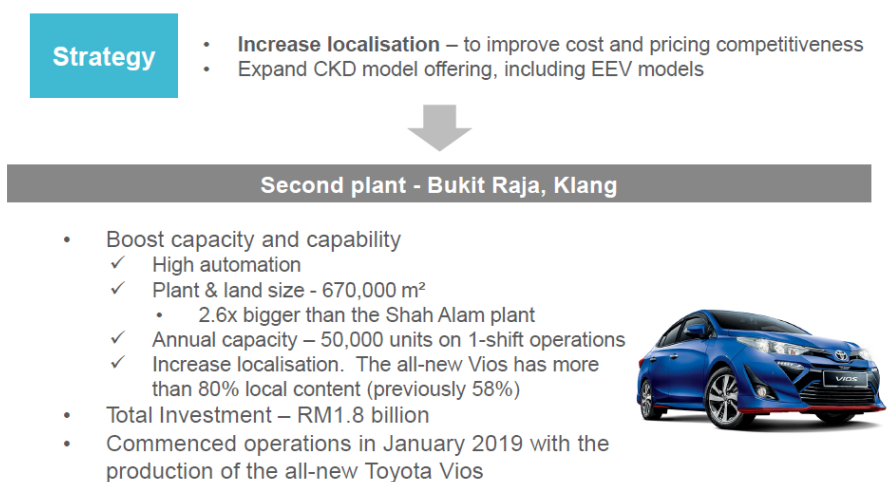 Strategy
• Increase localisation – to improve cost and pricing competitiveness
• Expand CKD model offering, including EEV models
Second plant - Bukit Raja, Klang
• Boost capacity and capability
✓ High automation
✓ Plant & land size - 670,000 m²
• 2.6x bigger than the Shah Alam plant
✓ Annual capacity – 50,000 units on 1-shift operations
✓ Increase localisation. The all-new Vios has more
than 80% local content (previously 58%)
• Total Investment – RM1.8 billion
• Commenced operations in January 2019 with the
production of the all-new Toyota Vios
VIOS